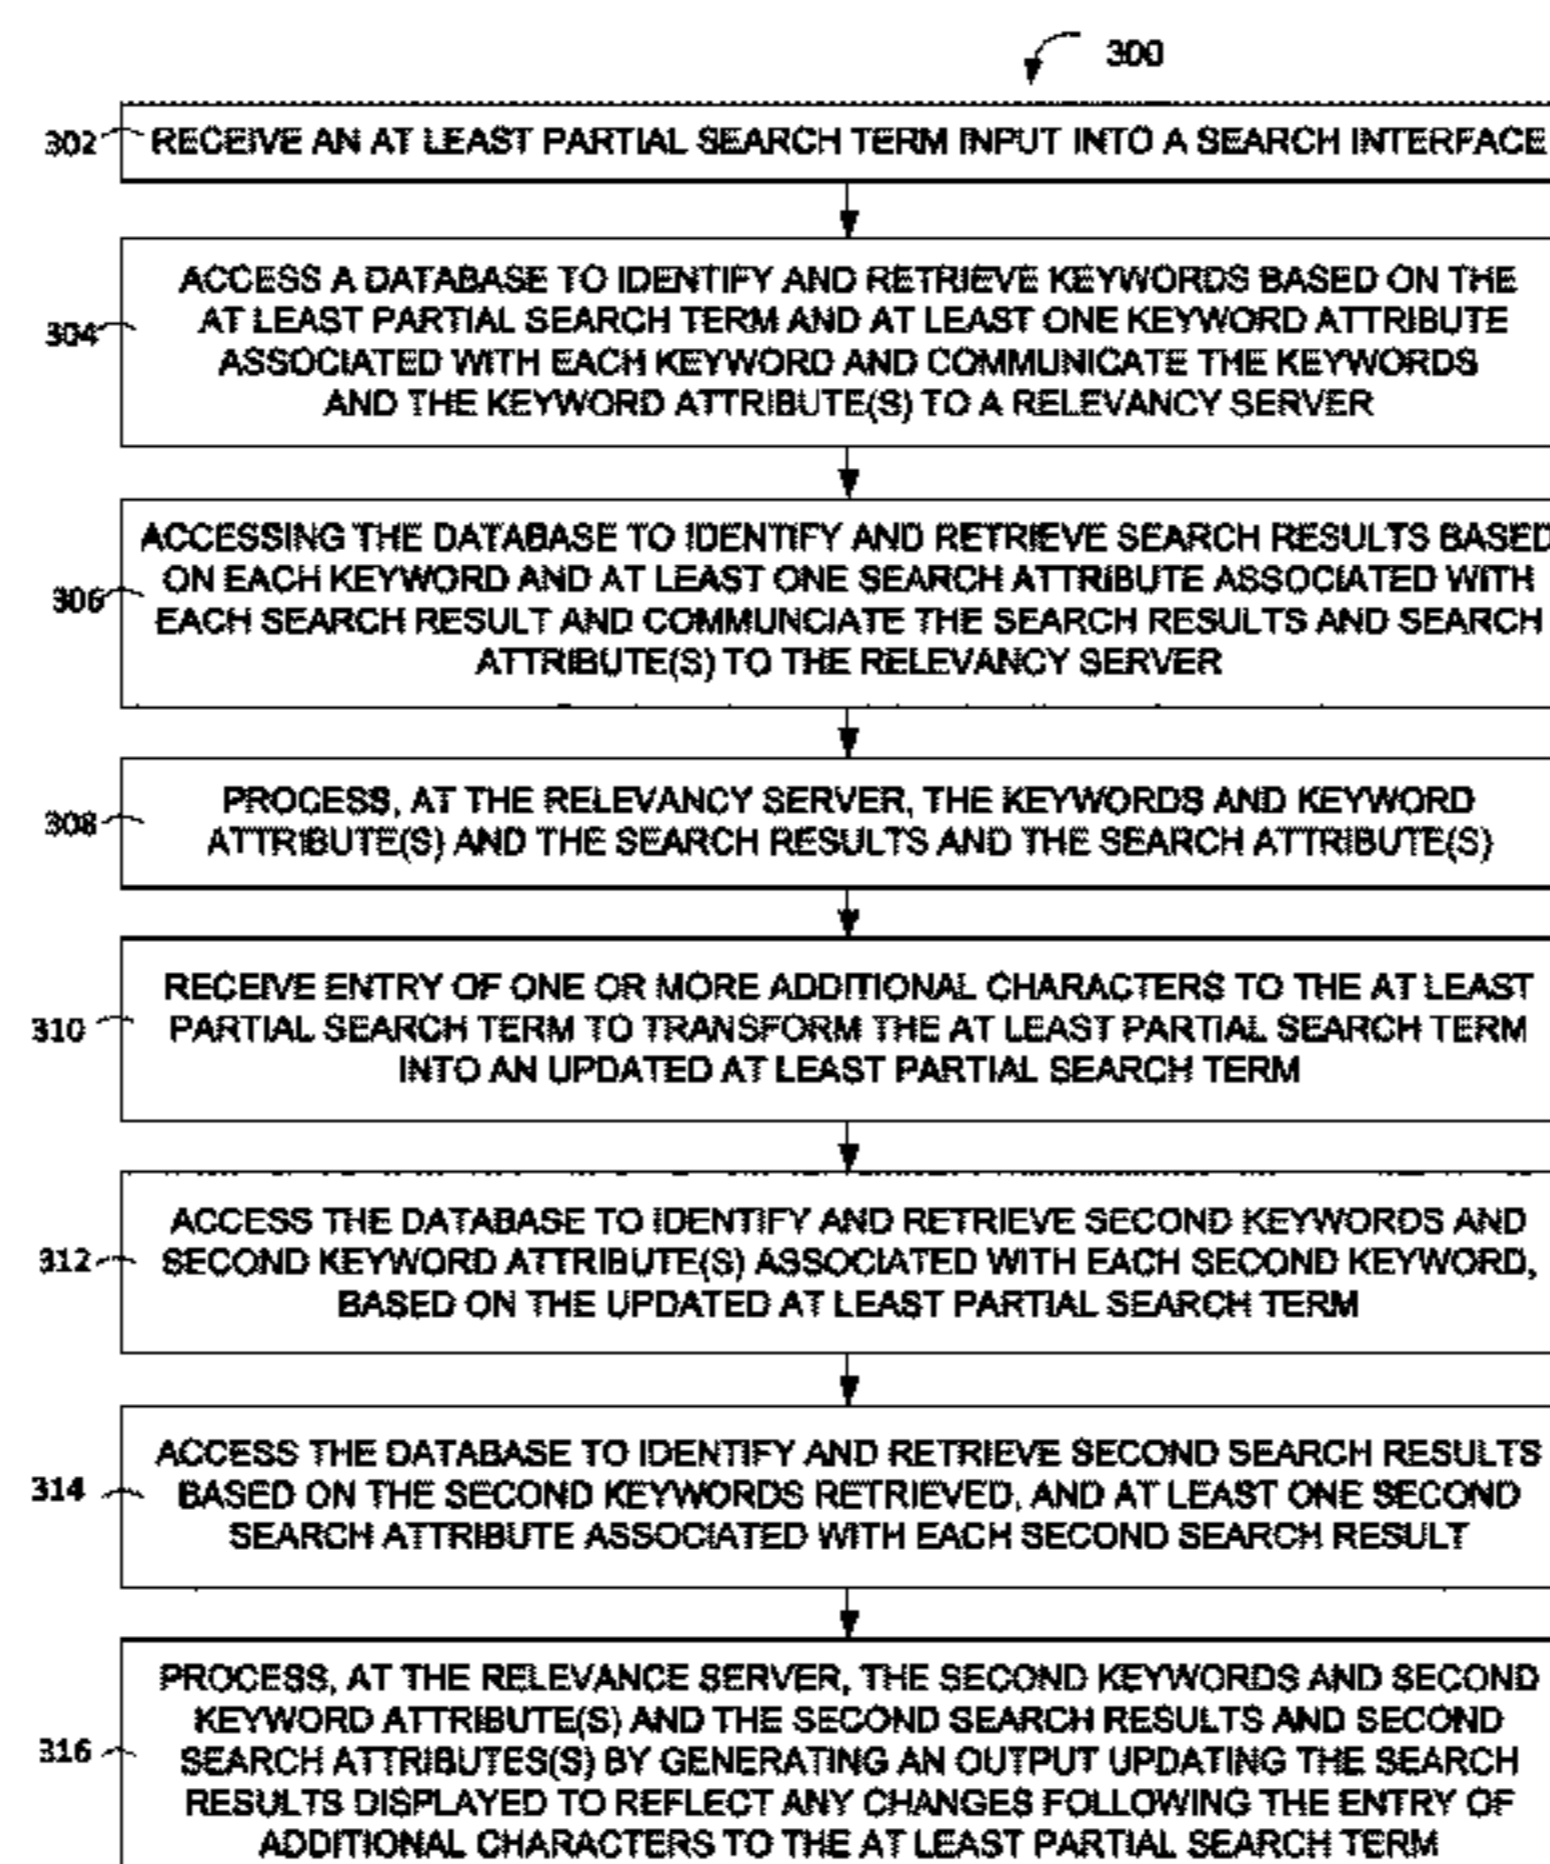 300
302 RECEIVE AN AT LEAST PARTIAL SEARCH TERM INPUT INTO A SEARCH INTERFACE
ACCESS A DATABASE TO IDENTIFY AND RETRIEVE KEYWORDS BASED ON THE
304 AT LEAST PARTIAL SEARCH TERM AND AT LEAST ONE KEYWORD ATTRIBUTE
ASSOCIATED WITH EACH KEYWORD AND COMMUNICATE THE KEYWORDS
AND THE KEYWORD ATTRIBUTE(S) TO A RELEVANCY SERVER
ACCESSING THE DATABASE TO IDENTIFY AND RETRIEVE SEARCH RESULTS BASED
306 ON EACH KEYWORD AND AT LEAST ONE SEARCH ATTRIBUTE ASSOCIATED WITH
EACH SEARCH RESULT AND COMMUNCIATE THE SEARCH RESULTS AND SEARCH
ATTRIBUTE(S) TO THE RELEVANCY SERVER
308 PROCESS, AT THE RELEVANCY SERVER, THE KEYWORDS AND KEYWORD
ATTRIBUTE(S) AND THE SEARCH RESULTS AND THE SEARCH ATTRIBUTE(S)
RECEIVE ENTRY OF ONE OR MORE ADDITIONAL CHARACTERS TO THE AT LEAST
310 PARTIAL SEARCH TERM TO TRANSFORM THE AT LEAST PARTIAL SEARCH TERM
INTO AN UPDATED AT LEAST PARTIAL SEARCH TERM
ACCESS THE DATABASE TO IDENTIFY AND RETRIEVE SECOND KEYWORDS AND
312 SECOND KEYWORD ATTRIBUTE(S) ASSOCIATED WITH EACH SECOND KEYWORD,
BASED ON THE UPDATED AT LEAST PARTIAL SEARCH TERM
ACCESS THE DATABASE TO IDENTIFY AND RETRIEVE SECOND SEARCH RESULTS
314 BASED ON THE SECOND KEYWORDS RETRIEVED, AND AT LEAST ONE SECOND
SEARCH ATTRIBUTE ASSOCIATED WITH EACH SECOND SEARCH RESULT
PROCESS, AT THE RELEVANCE SERVER, THE SECOND KEYWORDS AND SECOND
KEYWORD ATTRIBUTE(S) AND THE SECOND SEARCH RESULTS AND SECOND
316 SEARCH ATTRIBUTES(S) BY GENERATING AN OUTPUT UPDATING THE SEARCH
RESULTS DISPLAYED TO REFLECT ANY CHANGES FOLLOWING THE ENTRY OF
ADDITIONAL CHARACTERS TO THE AT LEAST PARTIAL SEARCH TERM